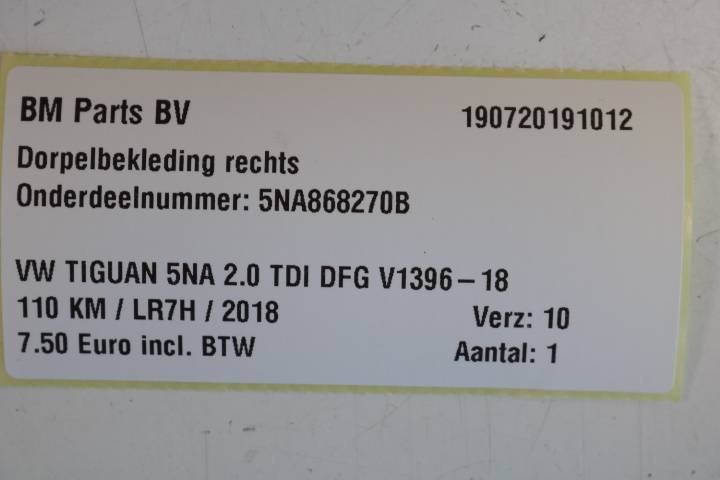 BM Parts BV 190720191012
Dorpelbekleding rechts
Onderdeelnummer: 5NA868270B
VW TIGUAN 5NA 2.0 TDI DFG V1396-18
110 KM / LR7H / 2018 Verz: 10
7.50 Euro incl. BTW Aantal: 1